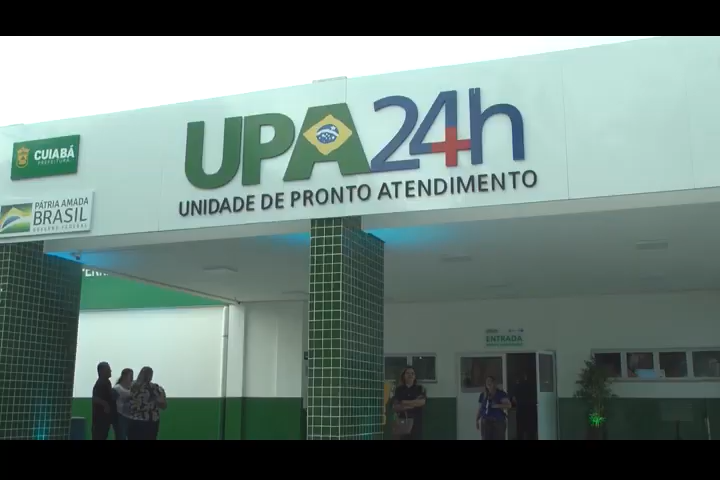 UPA24h
UNIDADE DE PRONTO ATENDIMENTO
CUIABÁ
PREFEITURA
PÁTRIA AMADA
BRASIL
GOVERNO FEDERAL
ENTRADA